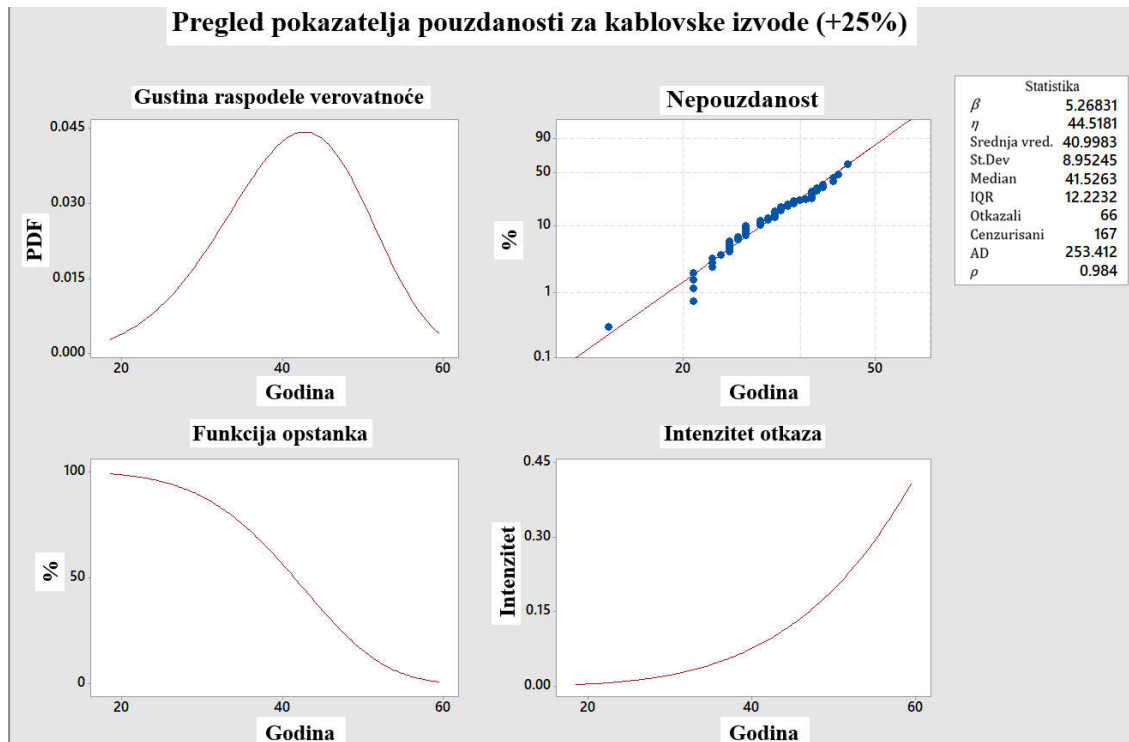 Pregled pokazatelja pouzdanosti za kablovske izvode (+25%)
Gustina raspodele verovatnoće
0.045
0.030
0.015
0.000
PDF
20 40 60
Godina
Nepouzdanost
90
50
10
1
0.1
%
20 50
Godina
Statistika
β 5.26831
η 44.5181
Srednja vred. 40.9983
St.Dev 8.95245
Median 41.5263
IQR 12.2232
Otkazali 66
Cenzurisani 167
AD 253.412
ρ 0.984
Funkcija opstanka
100
50
0
%
20 40 60
Godina
Intenzitet otkaza
0.45
0.30
0.15
0.00
Intenzitet
20 40 60
Godina